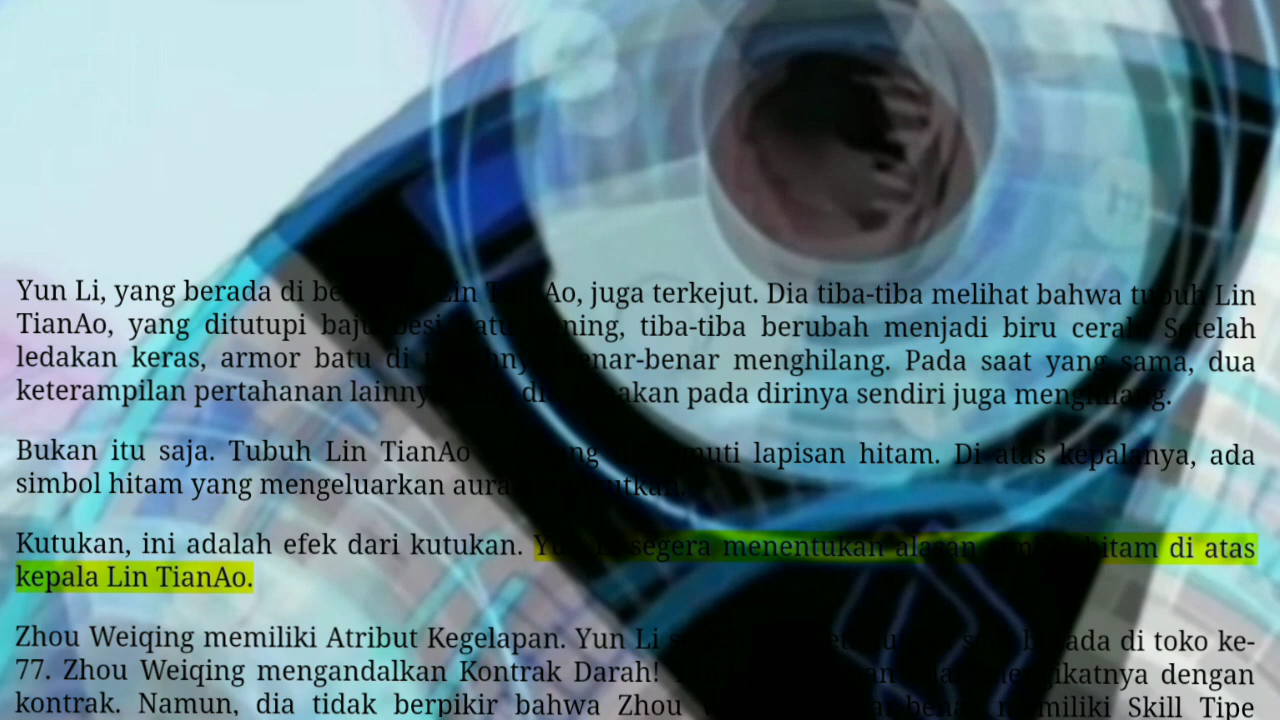 Yun Li, yang berada di Lin Ao, juga terkejut. Dia tiba-tiba melihat bahwa tubuh Lin
TianAo, yang ditutupi baju besi batu kuning, tiba-tiba berubah menjadi biru cerah. Setelah
ledakan keras, armor batu di benar-benar menghilang. Pada saat yang sama, dua
keterampilan pertahanan lainnya pada dirinya sendiri juga menghilang.
Bukan itu saja. Tubuh Lin TianAo lapisan hitam. Di atas kepalanya, ada
simbol hitam yang mengeluarkan aura
Kutukan, ini adalah efek dari kutukan. Yun Li segera menentukan alasan hitam di atas
kepala Lin TianAo.
Zhou Weiqing memiliki Atribut Kegelapan. Yun Li di toko ke-
77. Zhou Weiqing mengandalkan Kontrak Darah! dengan
kontrak. Namun, dia tidak berpikir bahwa Zhou memiliki Skill Tipe